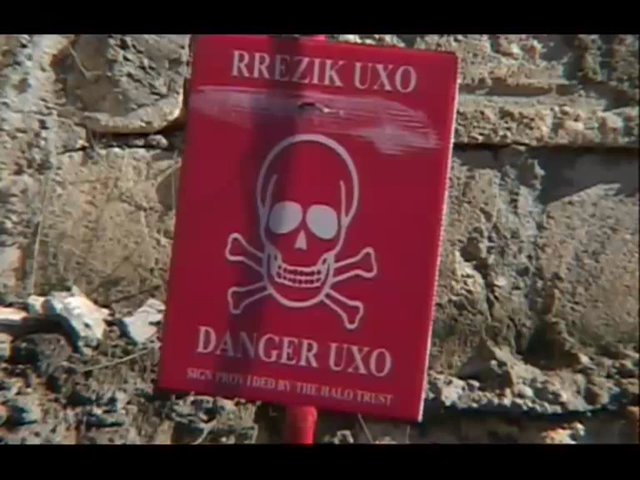 RREZIK UXO
DANGER UXO
SIGN PROVIDED BY THE HALO TRUST